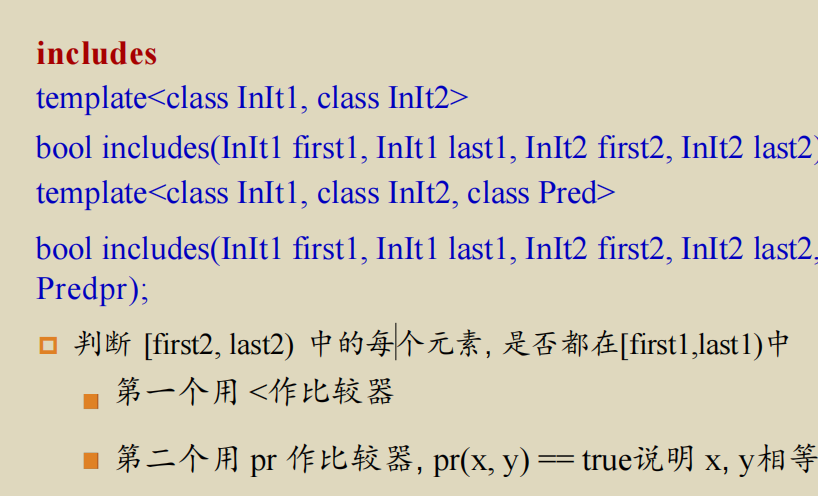 includes
template<class InIt1, class InIt2>
bool includes(InIt1 first1, InIt1 last1, InIt2 first2, InIt2 last2)
template<class InIt1, class InIt2, class Pred>
bool includes(InIt1 first1, InIt1 last1, InIt2 first2, InIt2 last2,
Predpr);
判断 [first2, last2) 中的每个元素, 是否都在[first1,last1)中
第一个用 <作比较器
第二个用 pr 作比较器, pr(x, y) == true说明 x, y相等